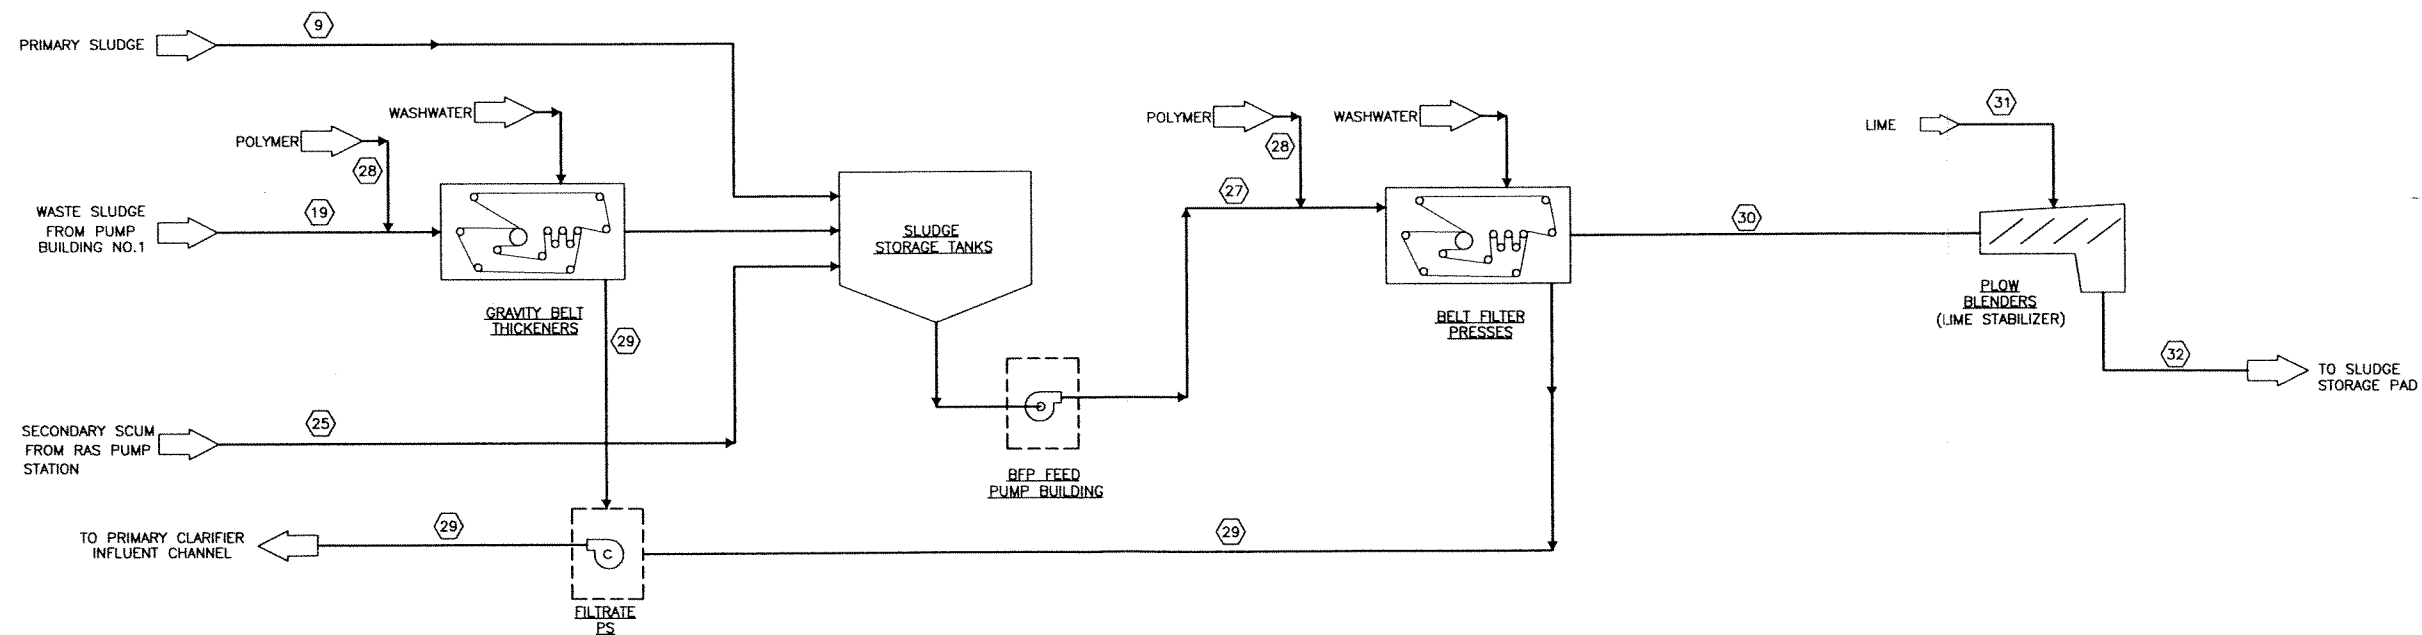 9
PRIMARY SLUDGE
31
WASHWATER
POLYMER
WASHWATER
LIME
POLYMER
28
28
27
19
WASTE SLUDGE
FROM PUMP
BUILDING NO.1
30
SLUDGE
STORAGE TANKS
PLOW
BLENDERS
(LIME STABILIZER)
GRAVITY BELT
THICKENERS
BELT FILTER
PRESSES
29
32
TO SLUDGE
STORAGE PAD
25
SECONDARY SCUM
FROM RAS PUMP
STATION
BFP FEED
PUMP BUILDING
29
29
TO PRIMARY CLARIFIER
INFLUENT CHANNEL
C
FILTRATE
PS